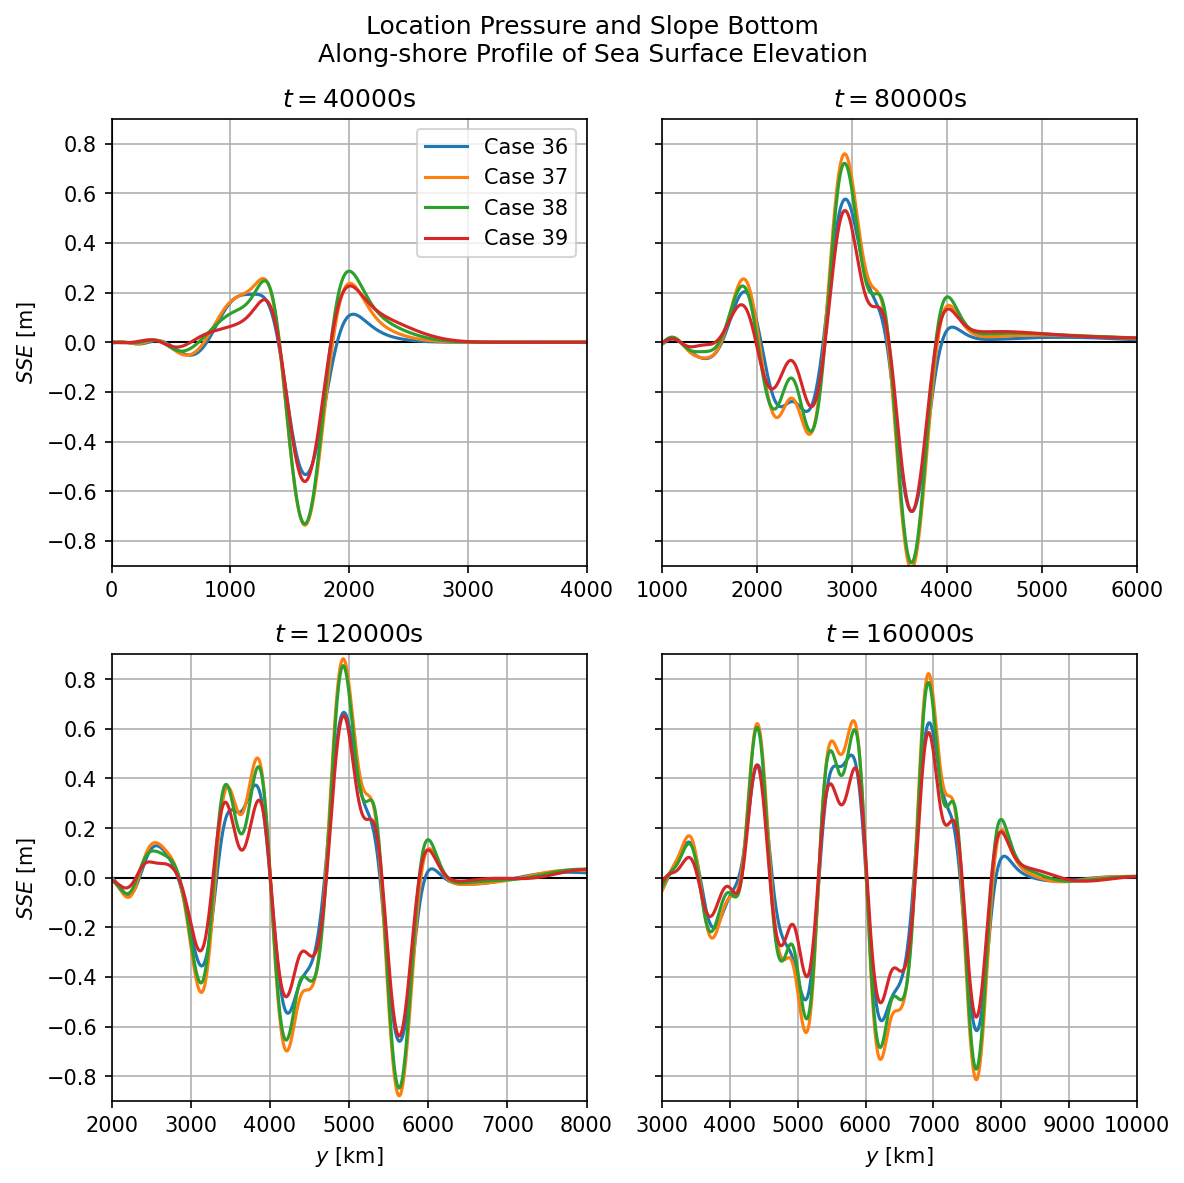 Location Pressure and Slope Bottom
Along-shore Profile of Sea Surface Elevation
t = 40000s
t = 80000s
SSE [m]
0.8
0.6
0.4
0.2
0.0
−0.2
−0.4
−0.6
−0.8
Case 36
Case 37
Case 38
Case 39
0 1000 2000 3000 4000
1000 2000 3000 4000 5000 6000
t = 120000s
t = 160000s
SSE [m]
0.8
0.6
0.4
0.2
0.0
−0.2
−0.4
−0.6
−0.8
2000 3000 4000 5000 6000 7000 8000
3000 4000 5000 6000 7000 8000 9000 10000
y [km]
y [km]